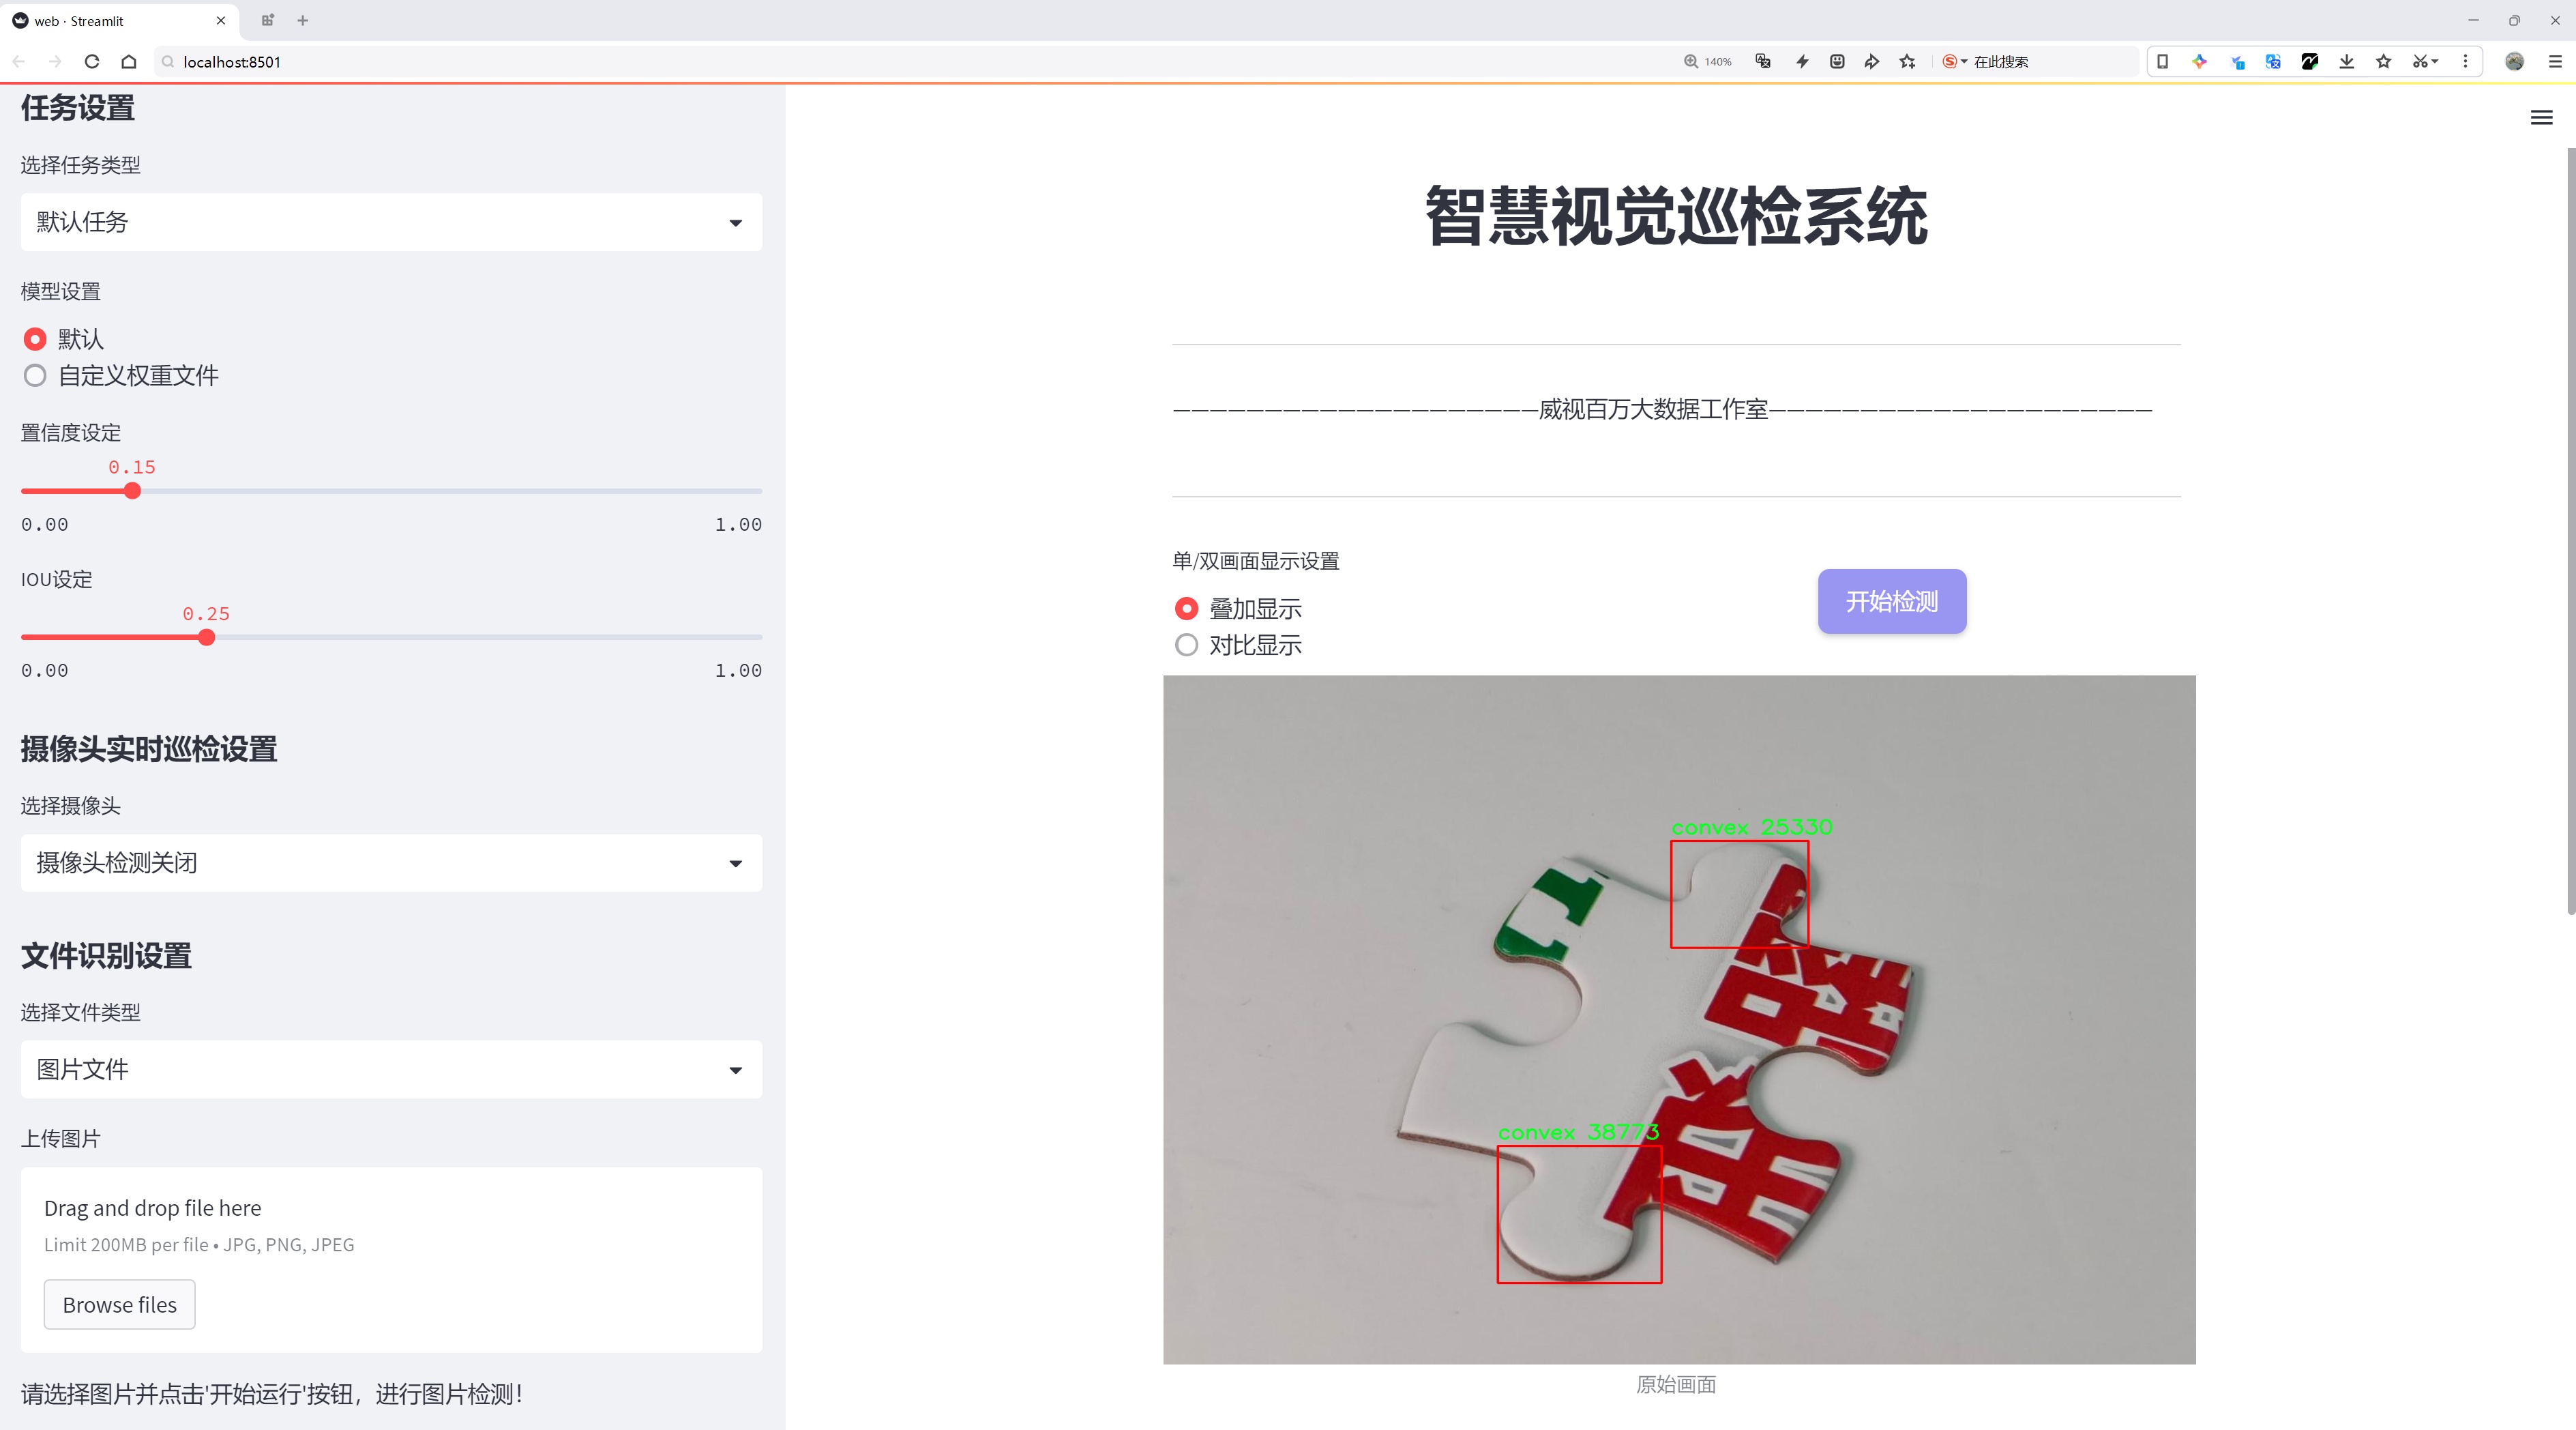 web · Streamlit
localhost:8501
140%
在此搜索
任务设置
选择任务类型
默认任务
模型设置
默认
自定义权重文件
置信度设定
0.15
0.00 1.00
IOU设定
0.25
0.00 1.00
摄像头实时巡检设置
选择摄像头
摄像头检测关闭
文件识别设置
选择文件类型
图片文件
上传图片
Drag and drop file here
Limit 200MB per file • JPG, PNG, JPEG
Browse files
请选择图片并点击'开始运行'按钮，进行图片检测！
智慧视觉巡检系统
————————————————————威视百万大数据工作室—————————————————————
单/双画面显示设置
叠加显示
对比显示
开始检测
convex 25330
convex 38773
原始画面